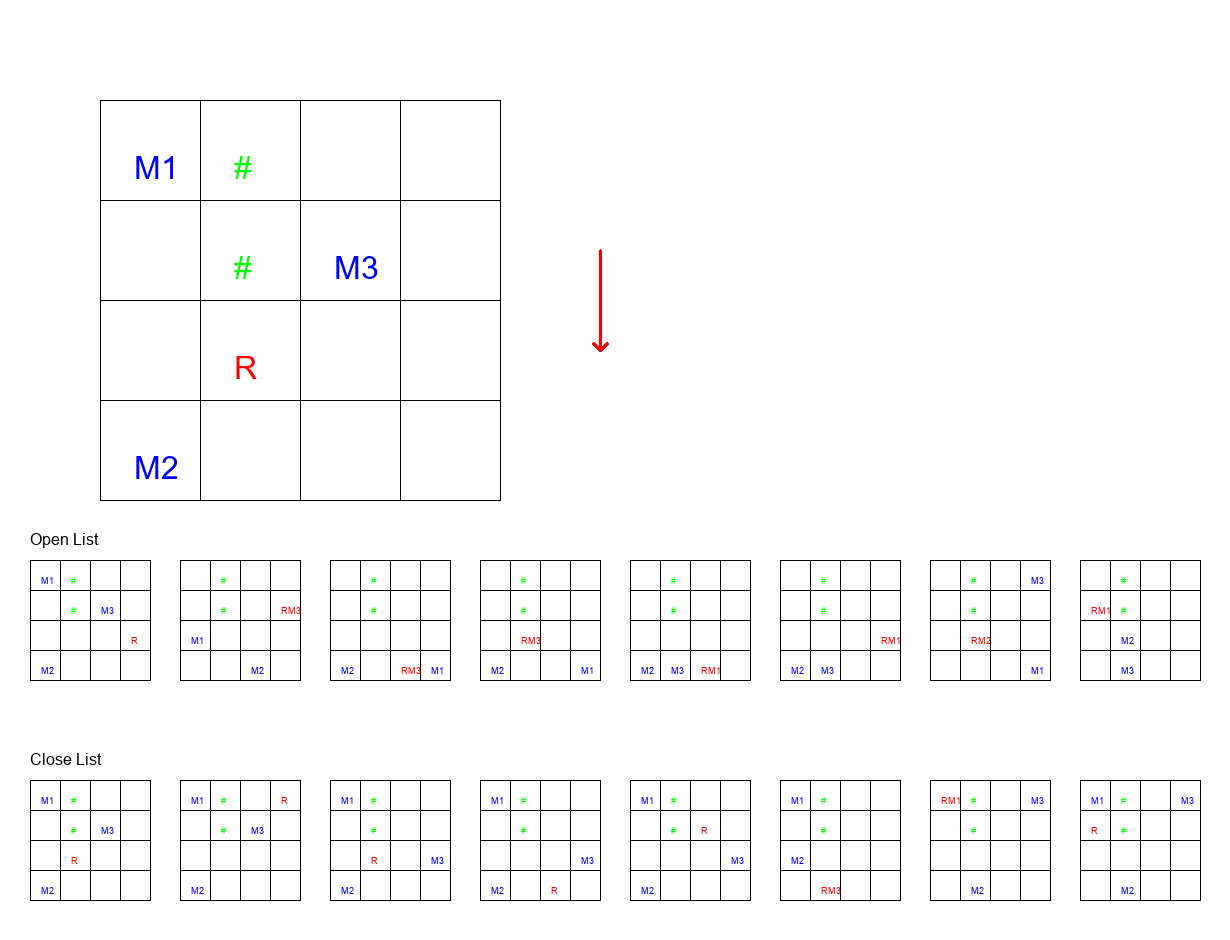 M1 #
# M3
R
M2
Open List
M1 # # # # # # M3 #
# M3 # RM3 # # # # # RM1 #
R M1 RM3 RM1 RM2 M2
M2 M2 M2 RM3 M1 M2 M1 M2 M3 RM1 M2 M3 M1 M3
Close List
M1 # M1 # R M1 # M1 # M1 # M1 # RM1 # M3 M1 # M3
# M3 # M3 # # # R # # R #
R R M3 M3 M3 M2
M2 M2 M2 M2 R M2 RM3 M2 M2